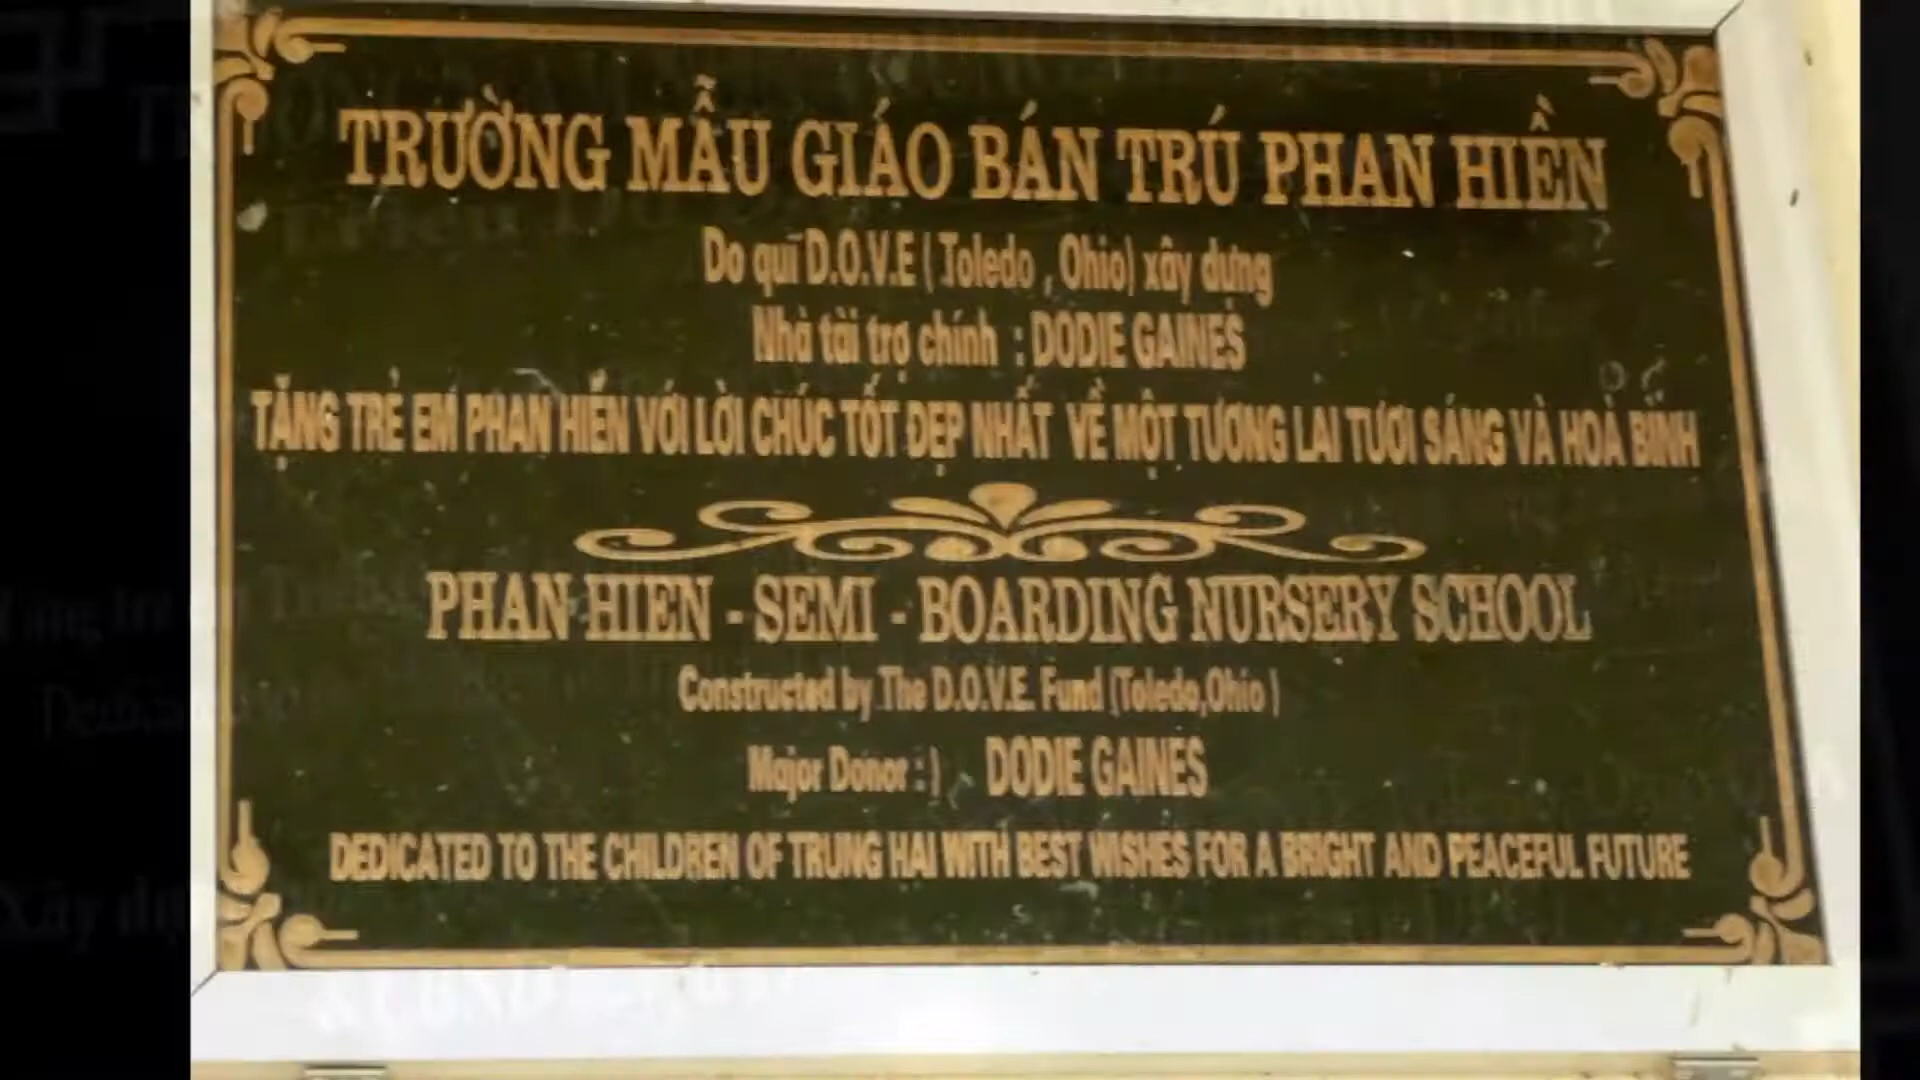 TRƯỜNG MẪU GIÁO BÁN TRÚ PHAN HIỀN
Do quĩ D.O.V.E ( Toledo , Ohio) xây dựng
Nhà tài trợ chính : DODIE GAINES
TẶNG TRẺ EM PHAN HIỀN VỚI LỜI CHÚC TỐT ĐẸP NHẤT VỀ MỘT TƯƠNG LAI TƯƠI SÁNG VÀ HOÀ BÌNH
PHAN HIEN - SEMI - BOARDING NURSERY SCHOOL
Constructed by The D.O.V.E. Fund (Toledo,Ohio )
Major Donor : ) DODIE GAINES
DEDICATED TO THE CHILDREN OF TRUNG HAI WITH BEST WISHES FOR A BRIGHT AND PEACEFUL FUTURE